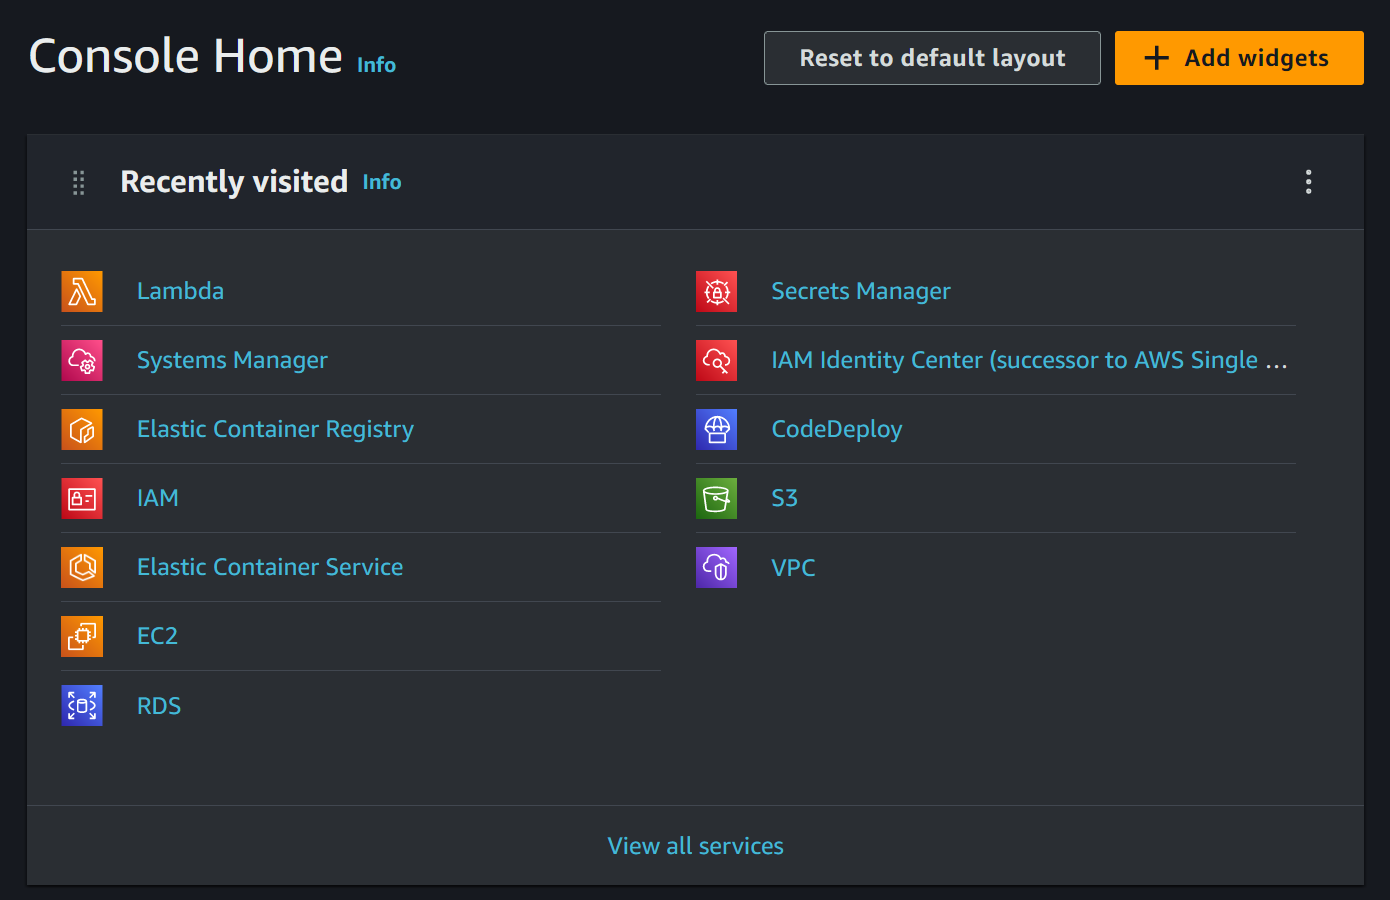 Console Home Info
Reset to default layout
Add widgets
Recently visited Info
Lambda
Systems Manager
Elastic Container Registry
IAM
Elastic Container Service
EC2
RDS
Secrets Manager
IAM Identity Center (successor to AWS Single ...
CodeDeploy
S3
VPC
View all services